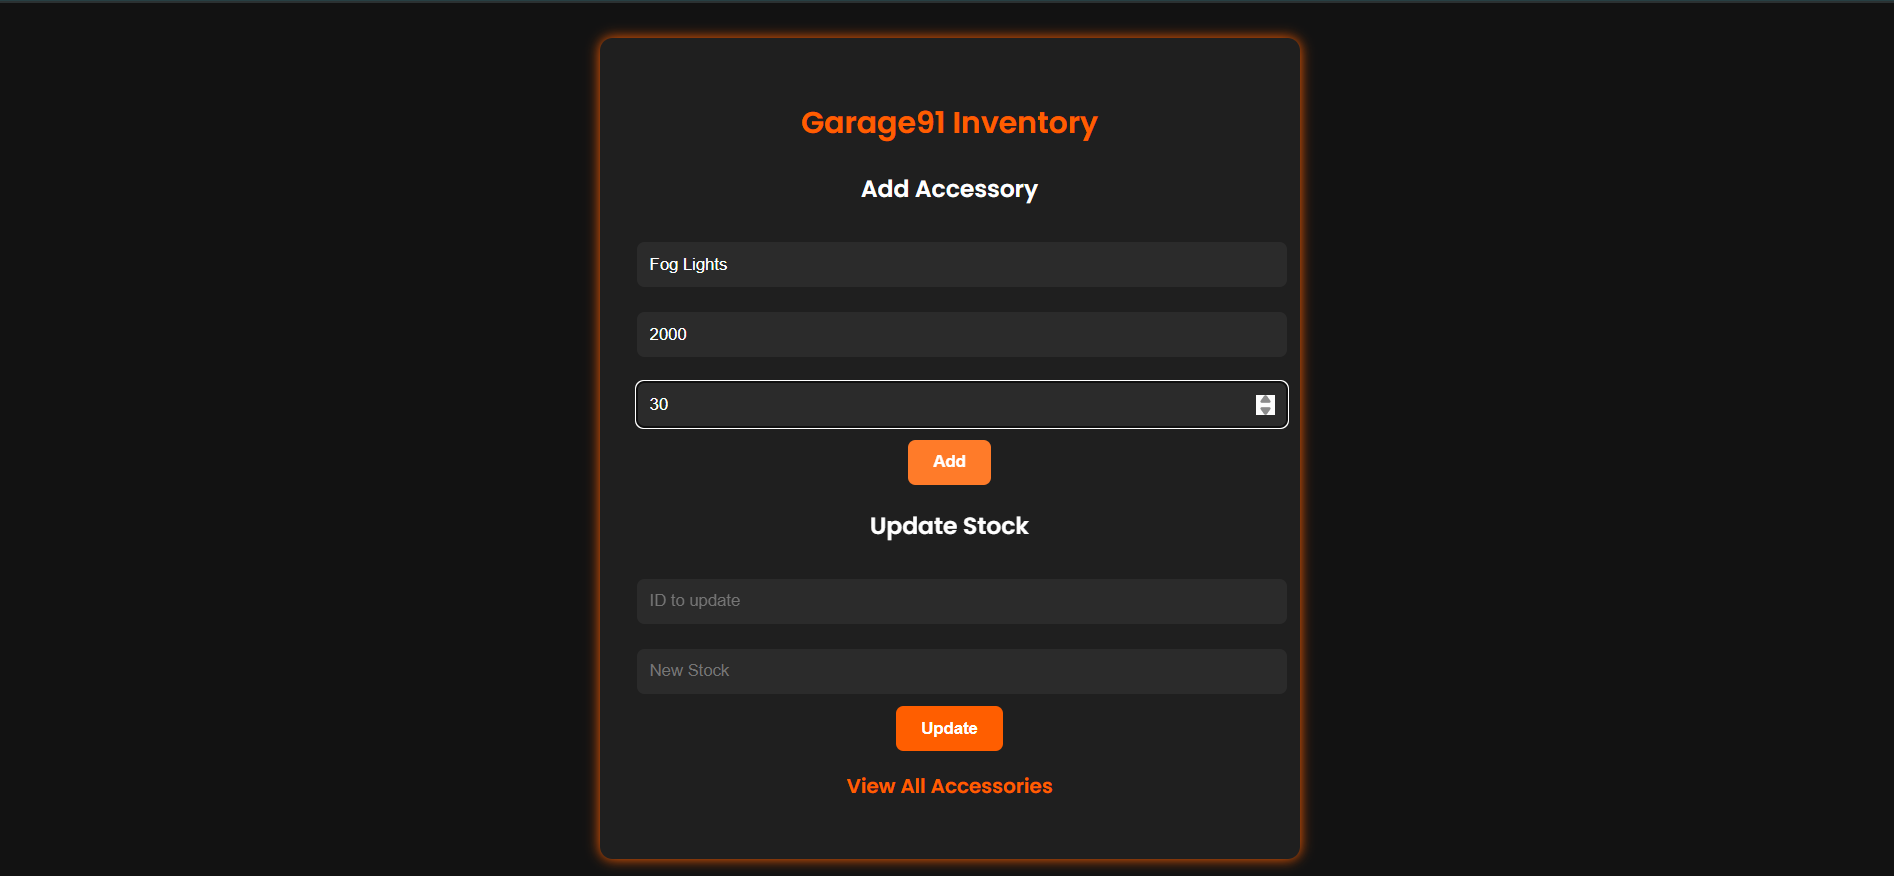 Garage91 Inventory
Add Accessory
Fog Lights
2000
30
Add
Update Stock
ID to update
New Stock
Update
View All Accessories